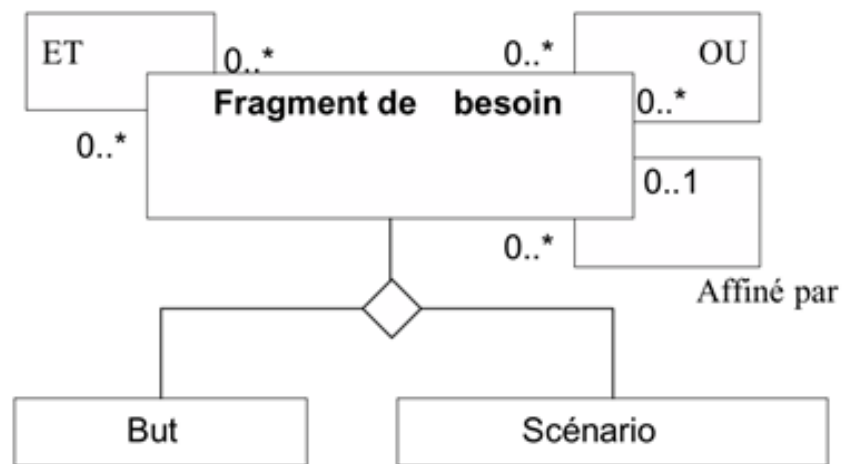 ET
0..*
0..*
OU
Fragment de besoin
0..*
0..*
0..1
0..*
Affiné par
But
Scénario